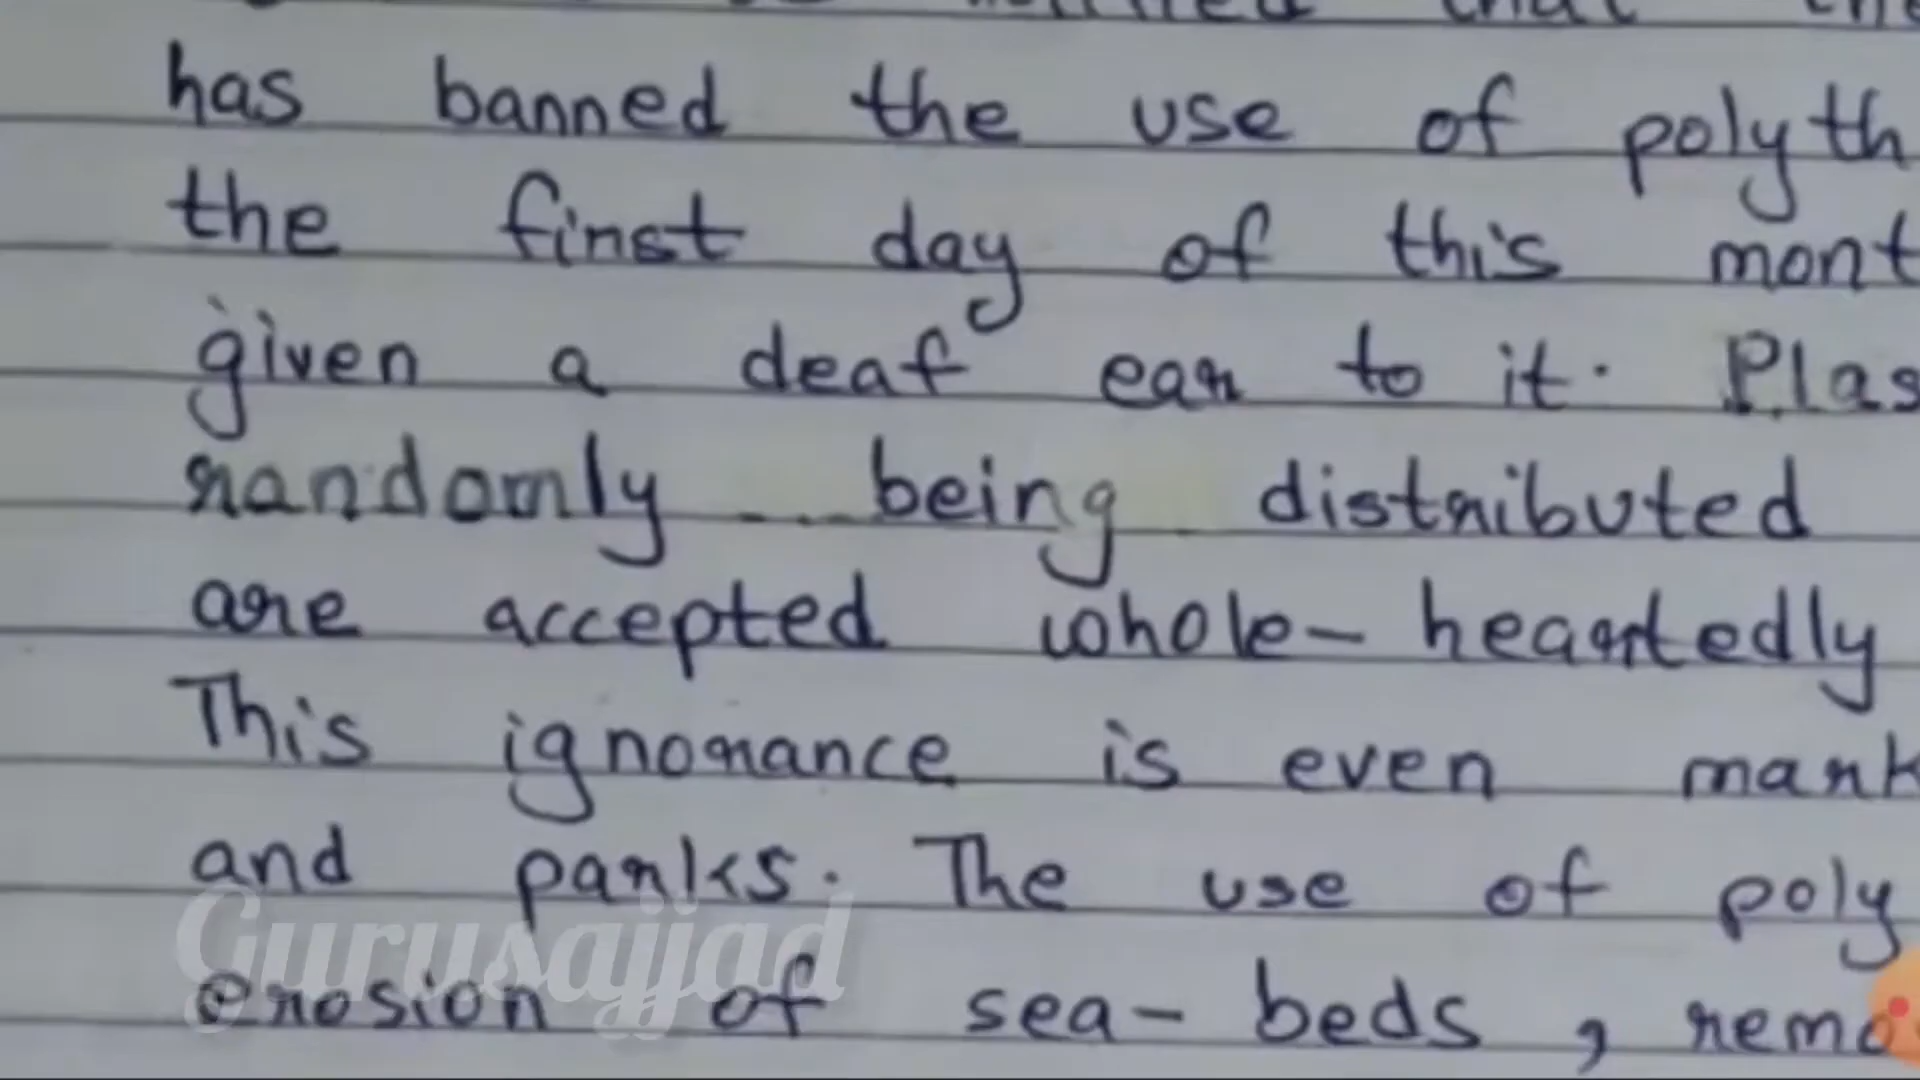 that
has banned the use of polyth
the first day of this mont
given a deaf ear to it. Plas
randomly being distributed
are accepted whole-heartedly
This ignorance is even mark
and parks. The use of poly
Gurusajjad
erosion of sea-beds, remo